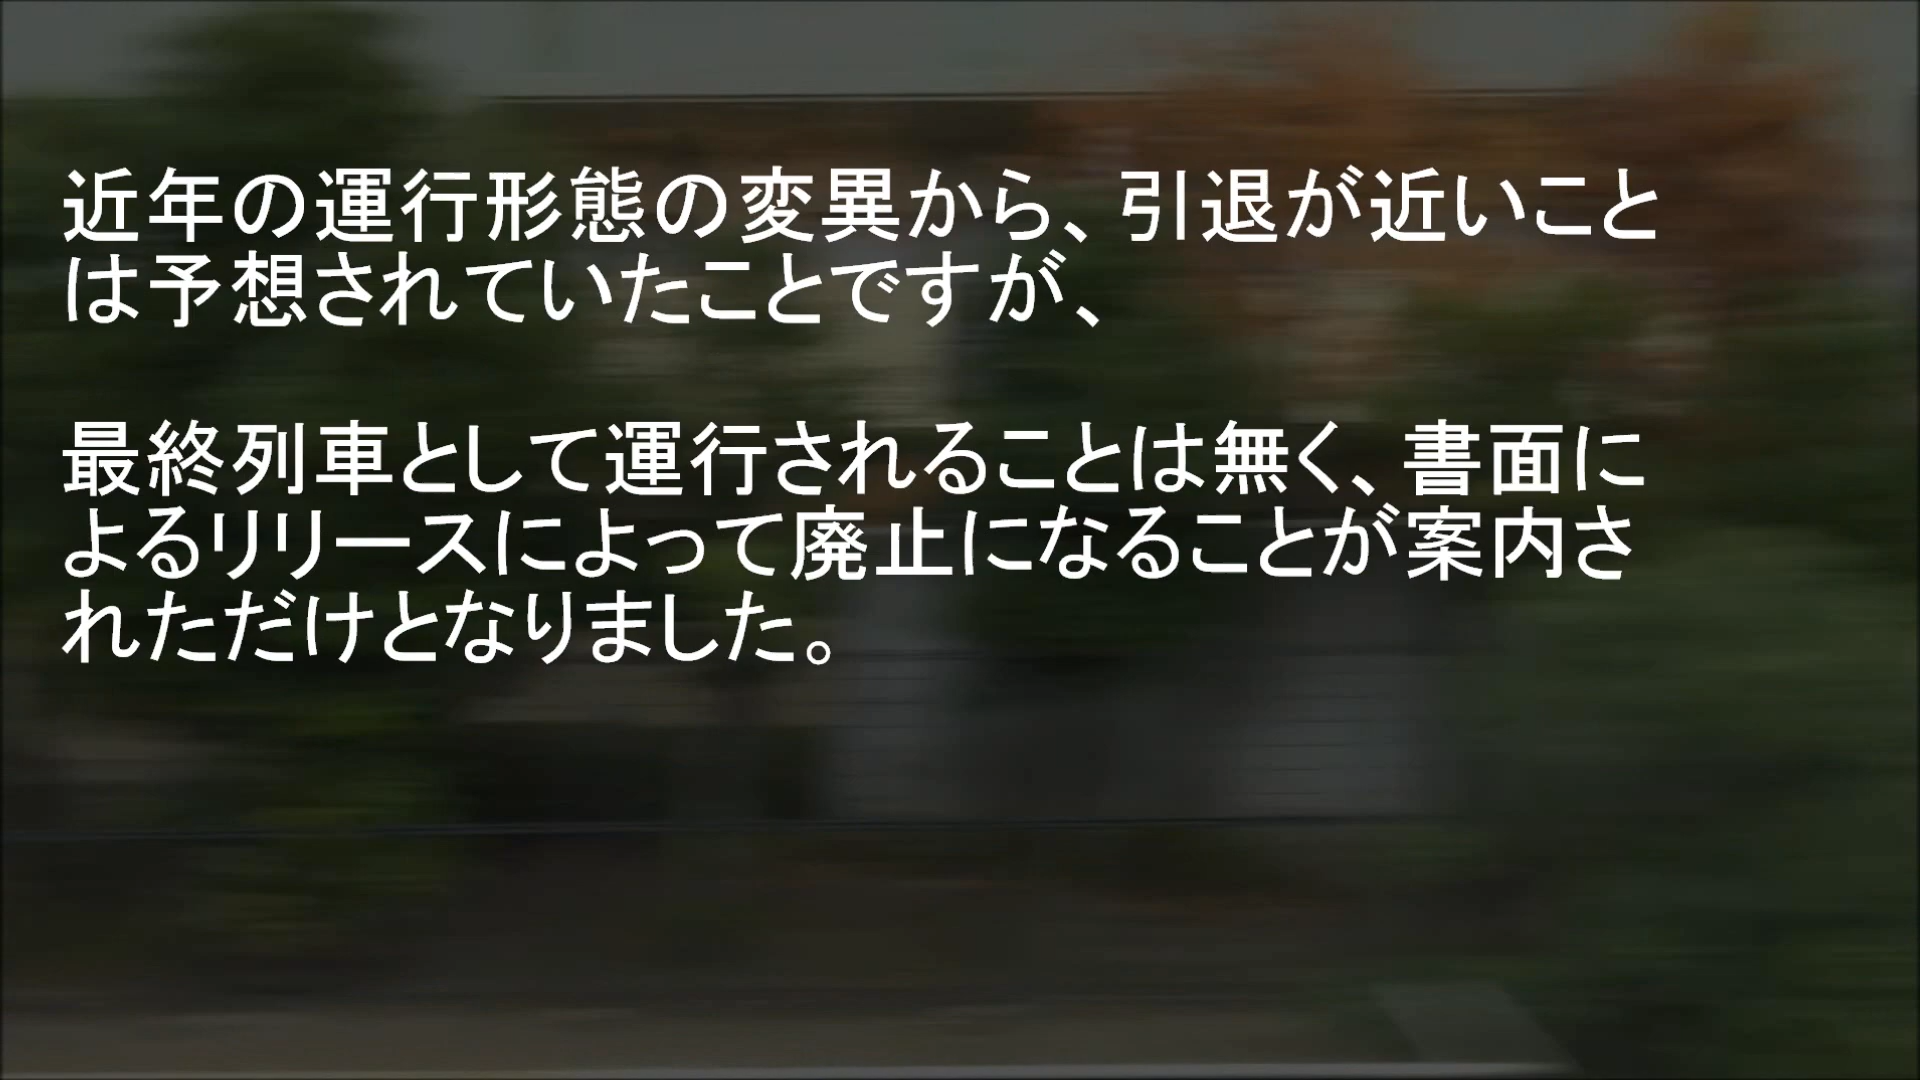 近年の運行形態の変異から、引退が近いこと
は予想されていたことですが、
最終列車として運行されることは無く、書面に
よるリリースによって廃止になることが案内さ
れただけとなりました。